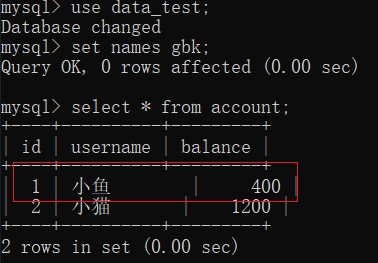 mysql> use data_test;
Database changed
mysql> set names gbk;
Query OK, 0 rows affected (0.00 sec)
mysql> select * from account;
+----+----------+---------+
| id | username | balance |
+----+----------+---------+
| 1 | 小鱼 | 400 |
| 2 | 小猫 | 1200 |
+----+----------+---------+
2 rows in set (0.00 sec)